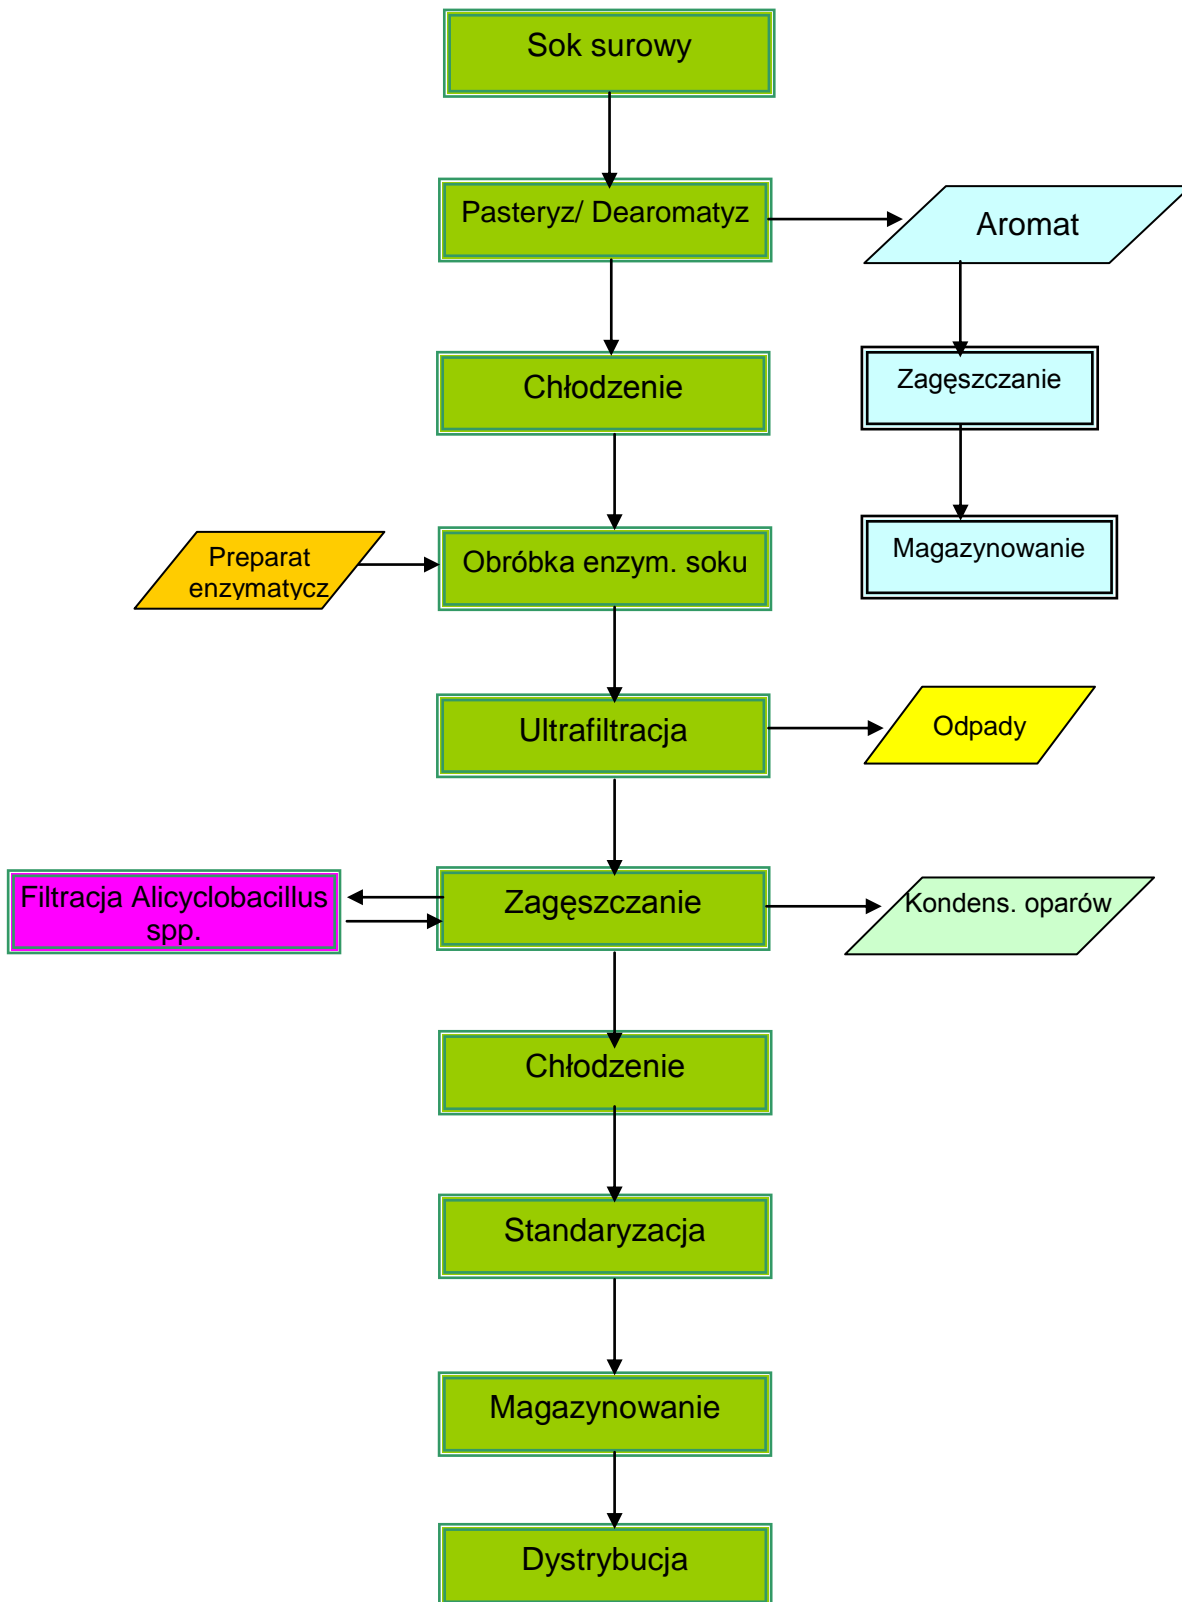 Sok surowy
Pasteryz/ Dearomatyz
Aromat
Chłodzenie
Zagęszczanie
Preparat
enzymatycz
Obróbka enzym. soku
Magazynowanie
Ultrafiltracja
Odpady
Filtracja Alicyclobacillus
spp.
Zagęszczanie
Kondens. oparów
Chłodzenie
Standaryzacja
Magazynowanie
Dystrybucja